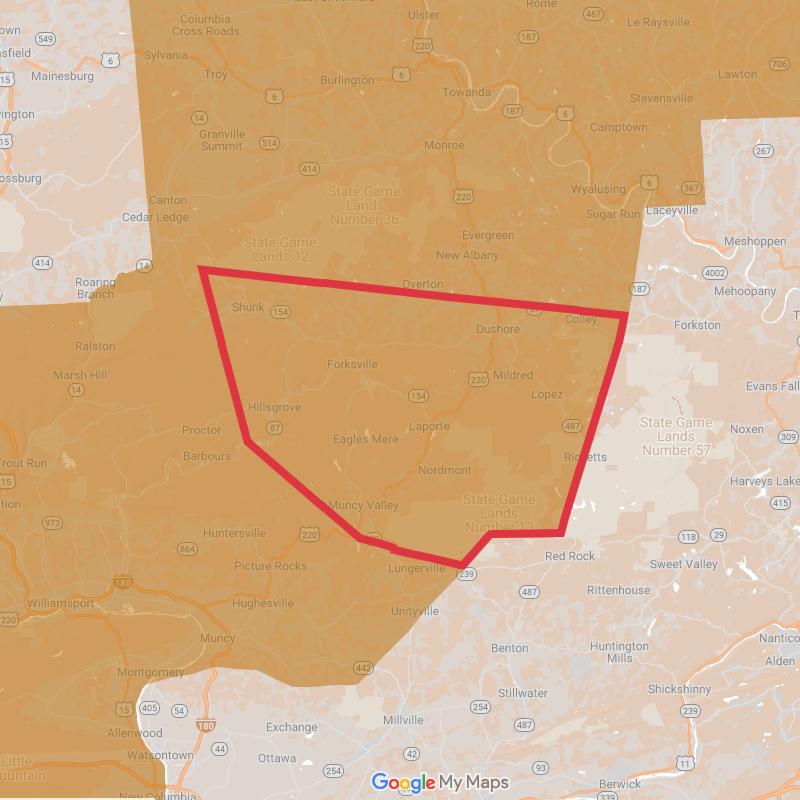 Ulster
Rome
467
Columbia
Cross Roads
Le Raysville
549
220
187
Sylvania
6
Mainesburg
706
Troy
Burlington
6
Lawton
15
6
Towanda
Stevensville
187
6
14
Camptown
Granville
Summit
514
Monroe
15
267
414
State Game
Lands
Number 36
Wyalusing
6
367
220
Canton
Cedar Ledge
Sugar Run
Laceyville
Evergreen
State Game
Lands 12
Meshoppen
New Albany
414
14
4002
Roaring
Branch
Overton
187
Mehoopany
Shunk
154
Colley
Forkston
Dushore
Ralston
Forksville
Marsh Hill
14
220
Mildred
154
Lopez
Hillsgrove
Noxen
State Game
Lands
Number 57
Proctor
87
Laporte
487
309
Eagles Mere
Barbours
Trout Run
Nordmont
15
Harveys Lake
Muncy Valley
State Game
Lands
Number 13
415
973
Huntersville
220
118
29
864
Red Rock
Sweet Valley
Picture Rocks
Lungerville
239
180
487
Rittenhouse
Williamsport
Hughesville
Unityville
220
Muncy
Benton
Huntington
Mills
Alden
442
Montgomery
Stillwater
Shickshinny
15
405
54
254
239
180
Exchange
Millville
487
Allenwood
44
Watsontown
42
Ottawa
254
93
11
Google My Maps
Berwick
New Columbia
339